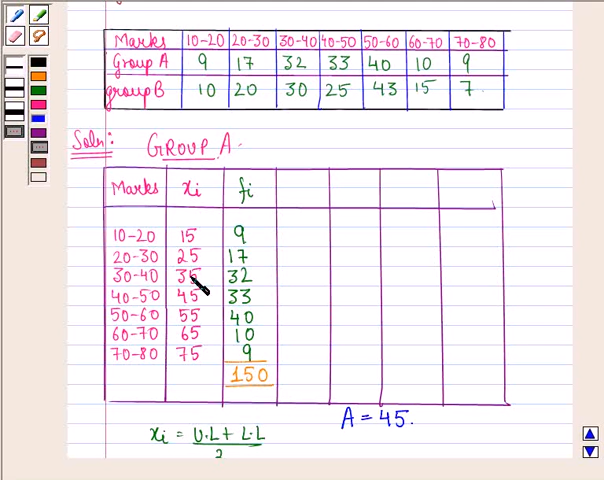 Marks 10-20 20-30 30-40 40-50 50-60 60-70 70-80
Group A 9 17 32 33 40 10 9
group B 10 20 30 25 43 15 7
Soln: GROUP A.
Marks xi fi
10-20 15 9
20-30 25 17
30-40 35 32
40-50 45 33
50-60 55 40
60-70 65 10
70-80 75 9
150
A = 45.
xi = U.L + L.L
2